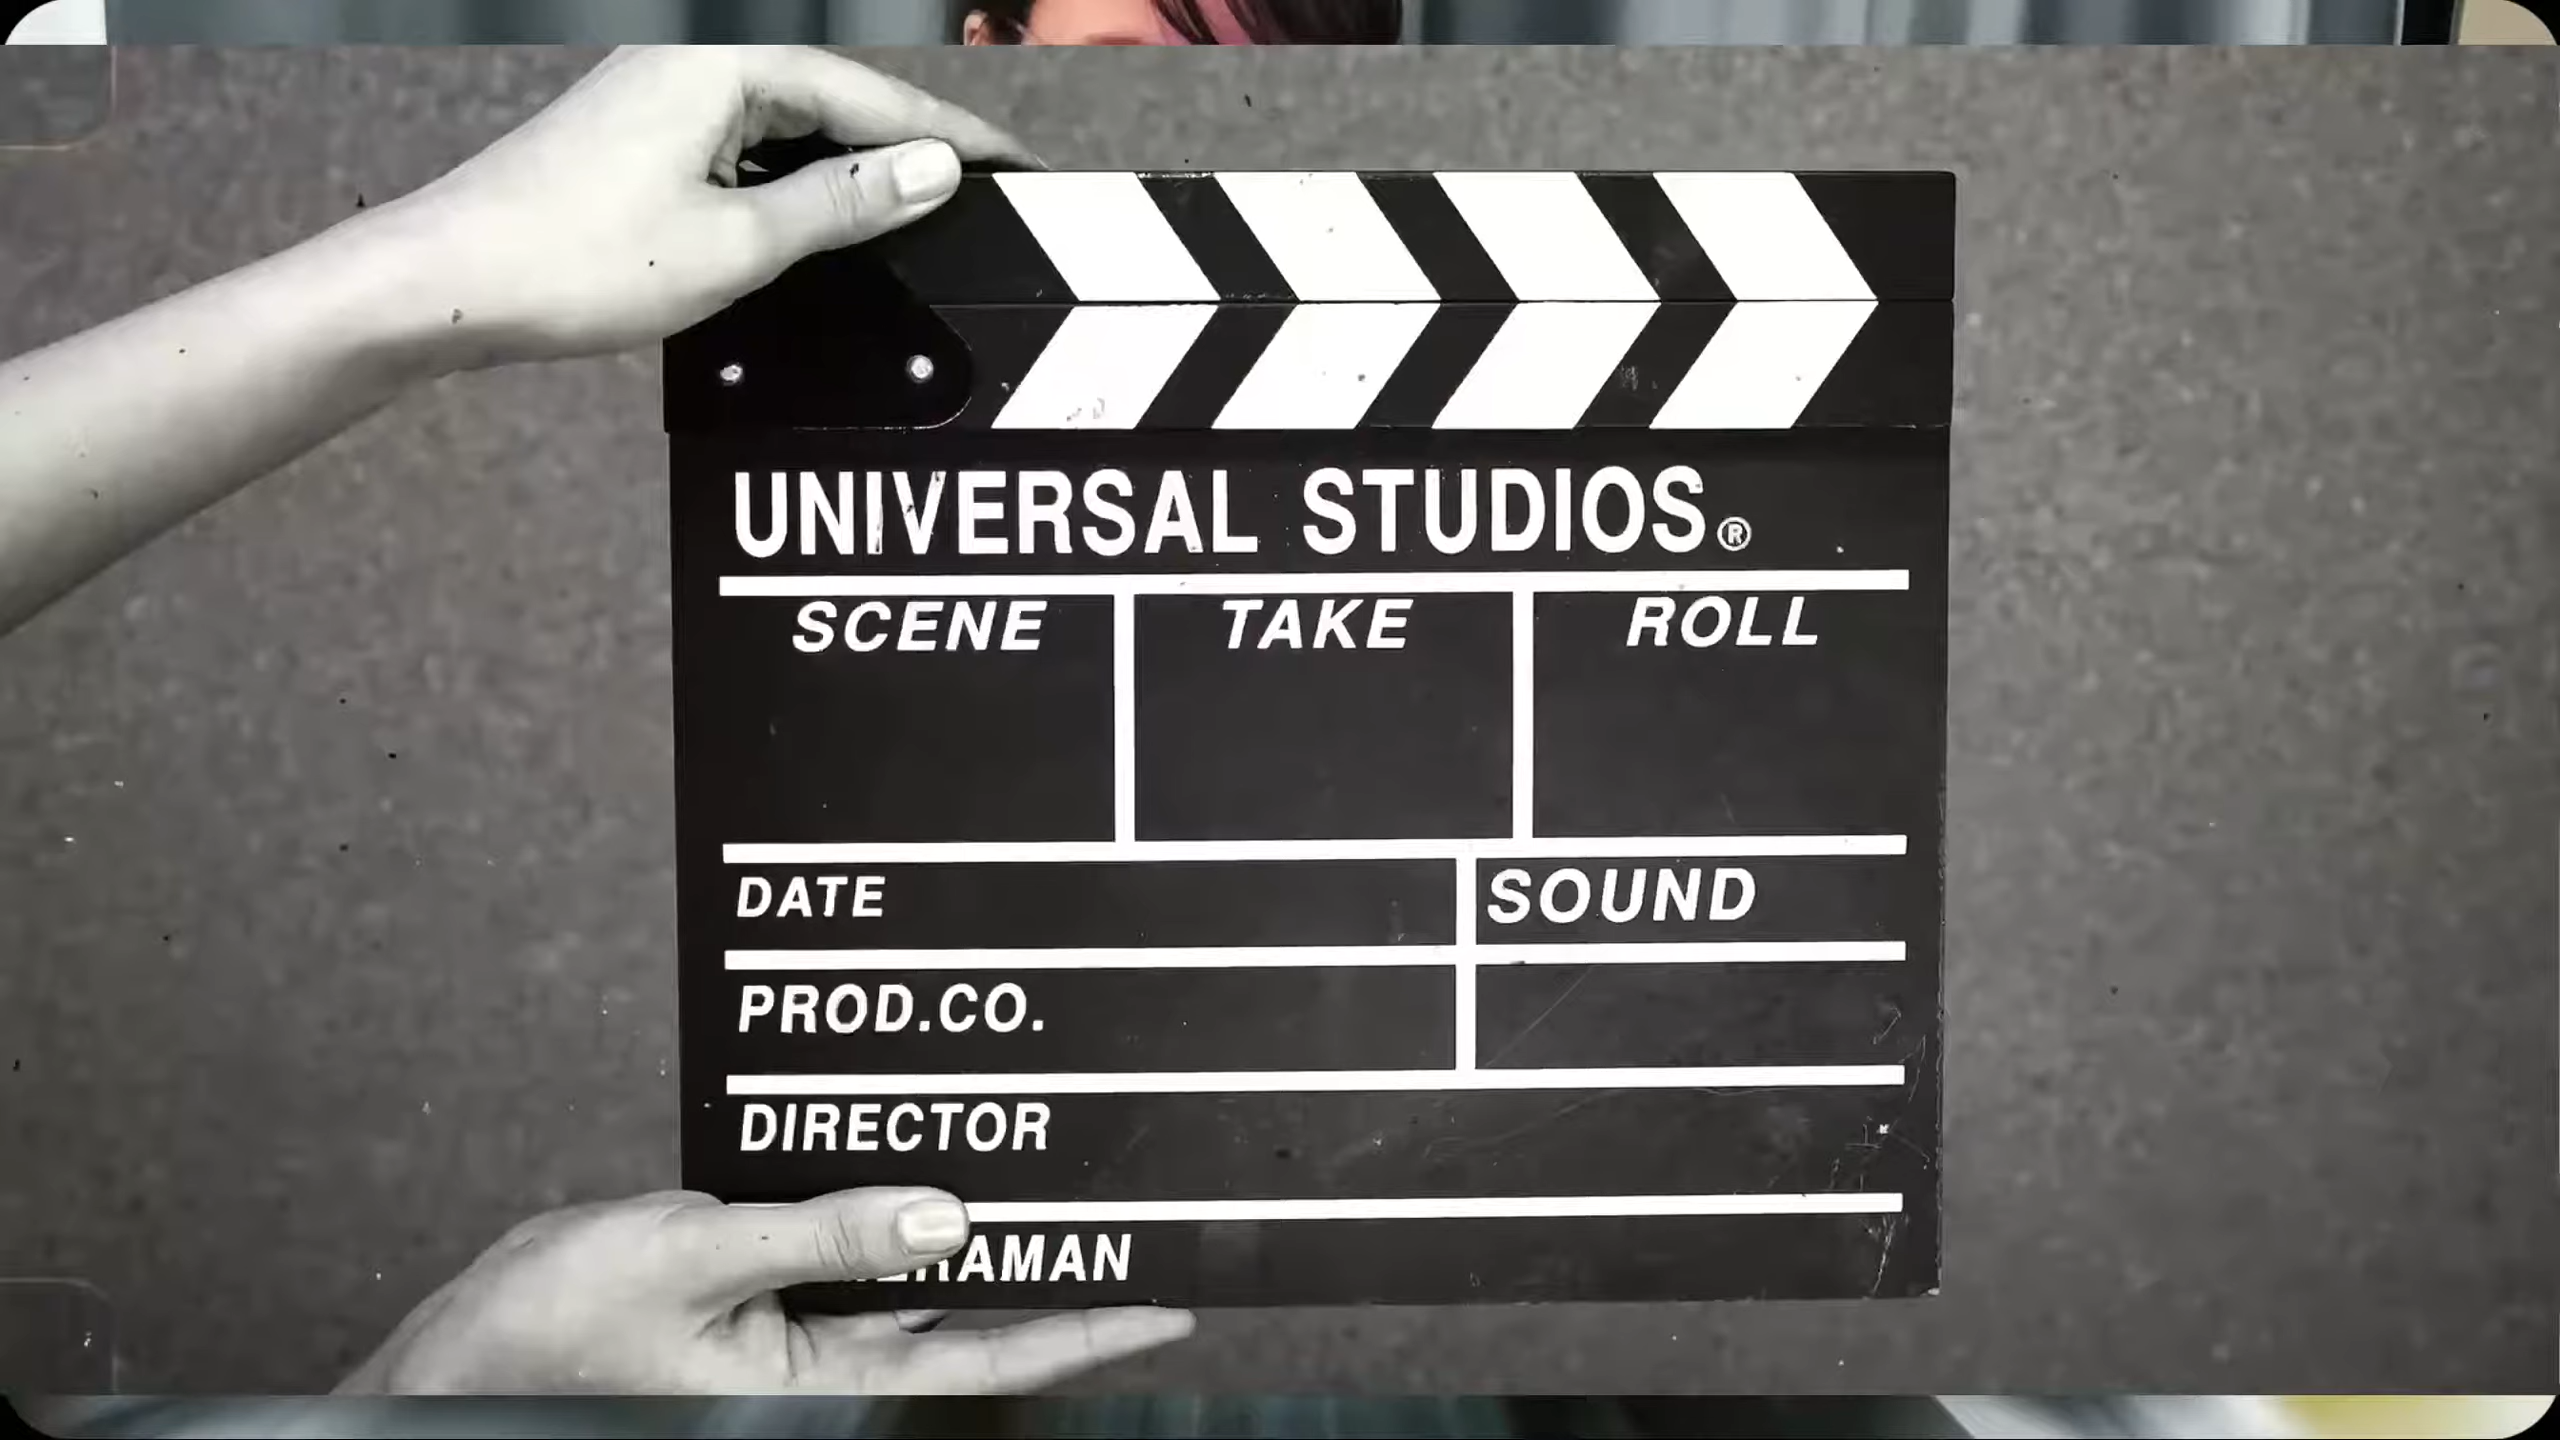 UNIVERSAL STUDIOS®
SCENE TAKE ROLL
DATE SOUND
PROD.CO.
DIRECTOR